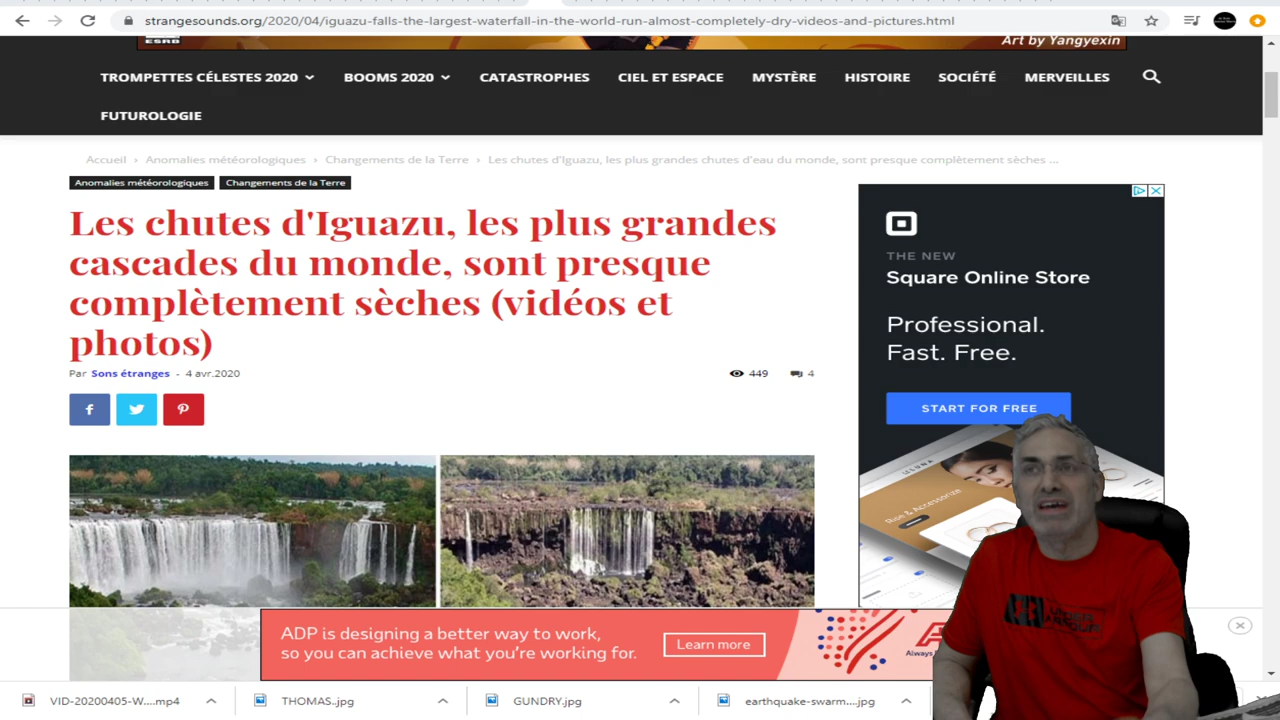 strangesounds.org/2020/04/iguazu-falls-the-largest-waterfall-in-the-world-run-almost-completely-dry-videos-and-pictures.html
ESRB
Art by Yangyexin
TROMPETTES CÉLESTES 2020 BOOMS 2020 CATASTROPHES CIEL ET ESPACE MYSTÈRE HISTOIRE SOCIÉTÉ MERVEILLES
FUTUROLOGIE
Accueil › Anomalies météorologiques › Changements de la Terre › Les chutes d'Iguazu, les plus grandes chutes d'eau du monde, sont presque complètement sèches ...
Anomalies météorologiques Changements de la Terre
Les chutes d'Iguazu, les plus grandes
cascades du monde, sont presque
complètement sèches (vidéos et
photos)
Par Sons étranges - 4 avr.2020
449 4
THE NEW
Square Online Store
Professional.
Fast. Free.
START FOR FREE
Rise & Accessorize
ADP is designing a better way to work,
so you can achieve what you're working for.
Learn more
VID-20200405-W....mp4
THOMAS..jpg
GUNDRY.jpg
earthquake-swarm....jpg